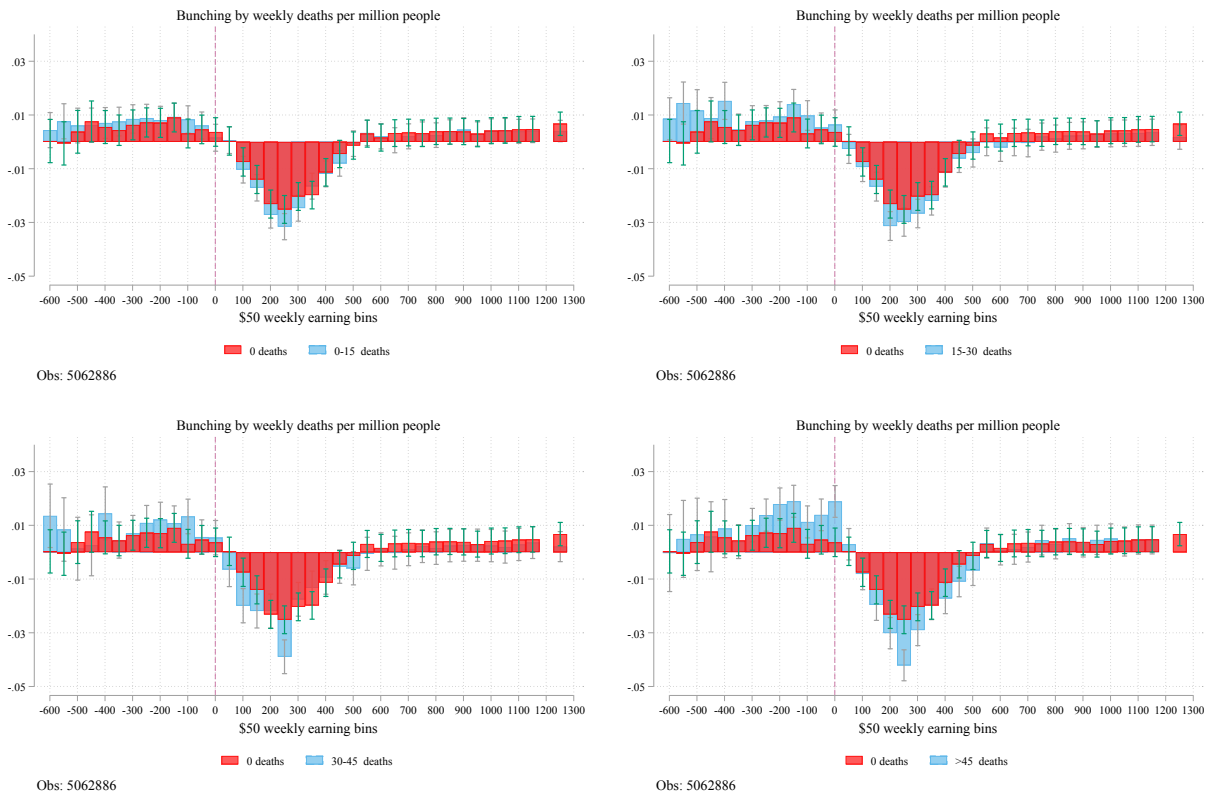 Bunching by weekly deaths per million people
.03
.01
-.01
-.03
-.05
-600 -500 -400 -300 -200 -100 0 100 200 300 400 500 600 700 800 900 1000 1100 1200 1300
$50 weekly earning bins
0 deaths 0-15 deaths
Obs: 5062886
Bunching by weekly deaths per million people
.03
.01
-.01
-.03
-.05
-600 -500 -400 -300 -200 -100 0 100 200 300 400 500 600 700 800 900 1000 1100 1200 1300
$50 weekly earning bins
0 deaths 15-30 deaths
Obs: 5062886
Bunching by weekly deaths per million people
.03
.01
-.01
-.03
-.05
-600 -500 -400 -300 -200 -100 0 100 200 300 400 500 600 700 800 900 1000 1100 1200 1300
$50 weekly earning bins
0 deaths 30-45 deaths
Obs: 5062886
Bunching by weekly deaths per million people
.03
.01
-.01
-.03
-.05
-600 -500 -400 -300 -200 -100 0 100 200 300 400 500 600 700 800 900 1000 1100 1200 1300
$50 weekly earning bins
0 deaths >45 deaths
Obs: 5062886